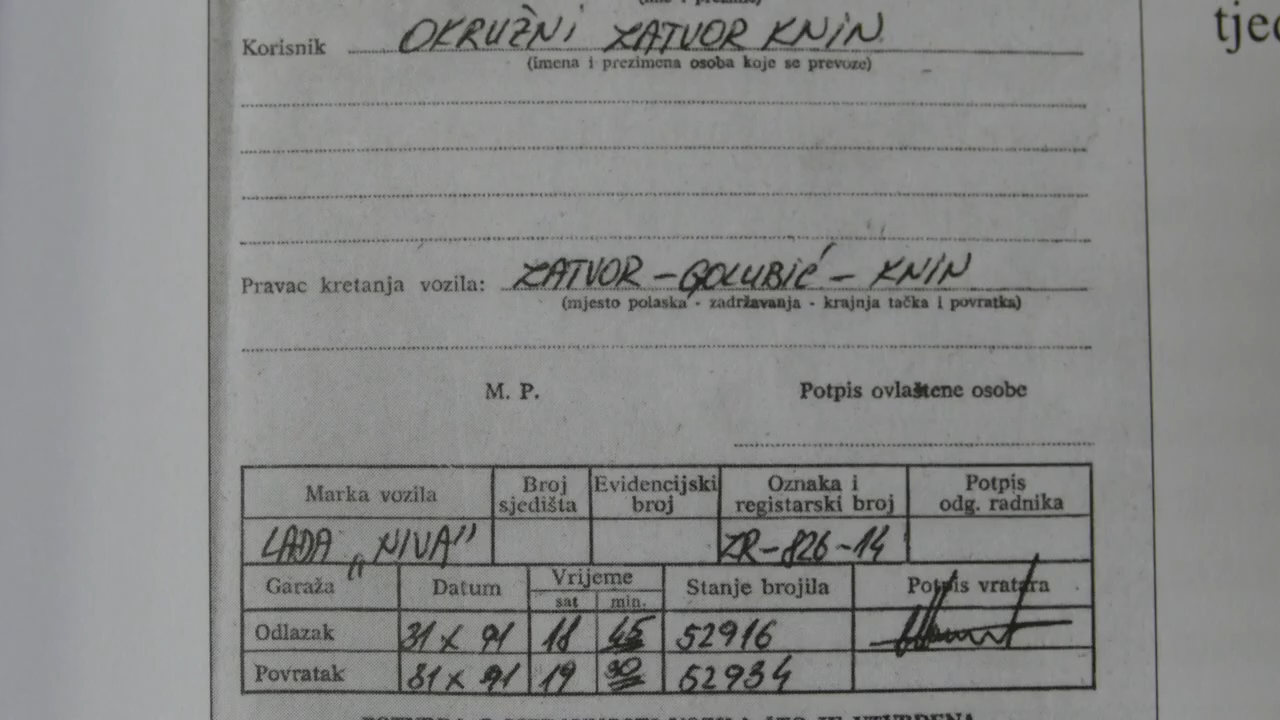 tjed
Korisnik OKRUŽNI ZATVOR KNIN
(imena i prezimena osoba koje se prevoze)
Pravac kretanja vozila: ZATVOR - GOLUBIĆ - KNIN
(mjesto polaska - zadržavanja - krajnja tačka i povratka)
M. P. Potpis ovlaštene osobe
Marka vozila Broj sjedišta Evidencijski broj Oznaka i registarski broj Potpis odg. radnika
LADA „NIVA" ZR-826-14
Garaža Datum Vrijeme Stanje brojila Potpis vratara
sat min.
Odlazak 31 X 91 18 45 52916
Povratak 31 X 91 19 30 52934